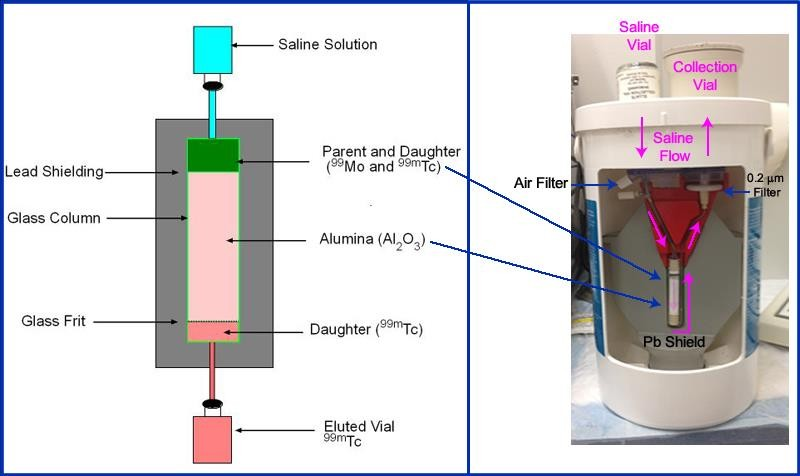 Saline Solution
Parent and Daughter
(⁹⁹Mo and ⁹⁹ᵐTc)
Lead Shielding
Glass Column
Alumina (Al₂O₃)
Glass Frit
Daughter (⁹⁹ᵐTc)
Eluted Vial
⁹⁹ᵐTc
Saline
Vial
Collection
Vial
Saline
Flow
Air Filter
0.2 µm
Filter
Pb Shield